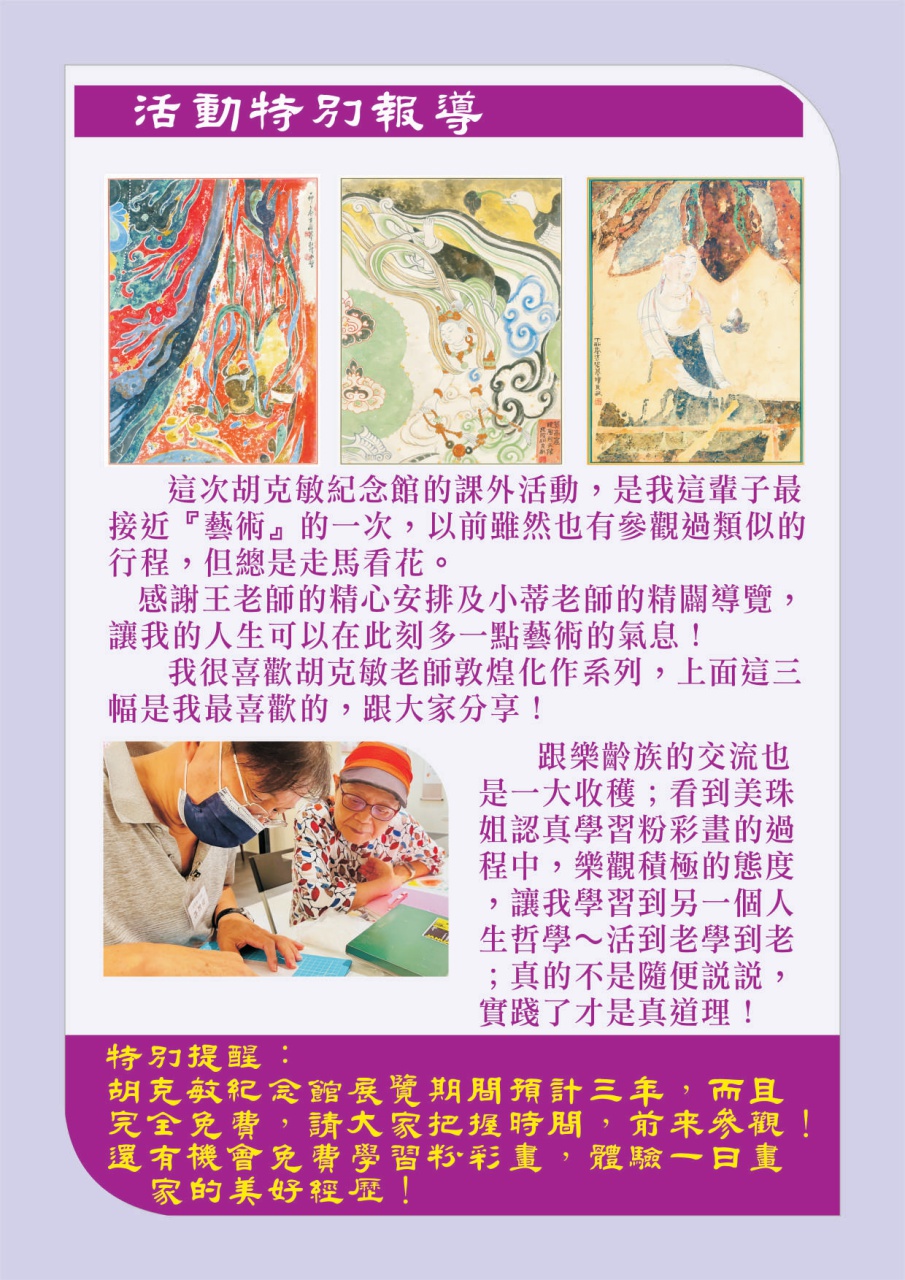 活動特別報導
這次胡克敏紀念館的課外活動，是我這輩子最
接近『藝術』的一次，以前雖然也有參觀過類似的
行程，但總是走馬看花。
感謝王老師的精心安排及小蒂老師的精闢導覽，
讓我的人生可以在此刻多一點藝術的氣息！
我很喜歡胡克敏老師敦煌化作系列，上面這三
幅是我最喜歡的，跟大家分享！
跟樂齡族的交流也
是一大收穫；看到美珠
姐認真學習粉彩畫的過
程中，樂觀積極的態度
，讓我學習到另一個人
生哲學～活到老學到老
；真的不是隨便説説，
實踐了才是真道理！
特別提醒：
胡克敏紀念館展覽期間預計三年，而且
完全免費，請大家把握時間，前來參觀！
還有機會免費學習粉彩畫，體驗一日畫
家的美好經歷！